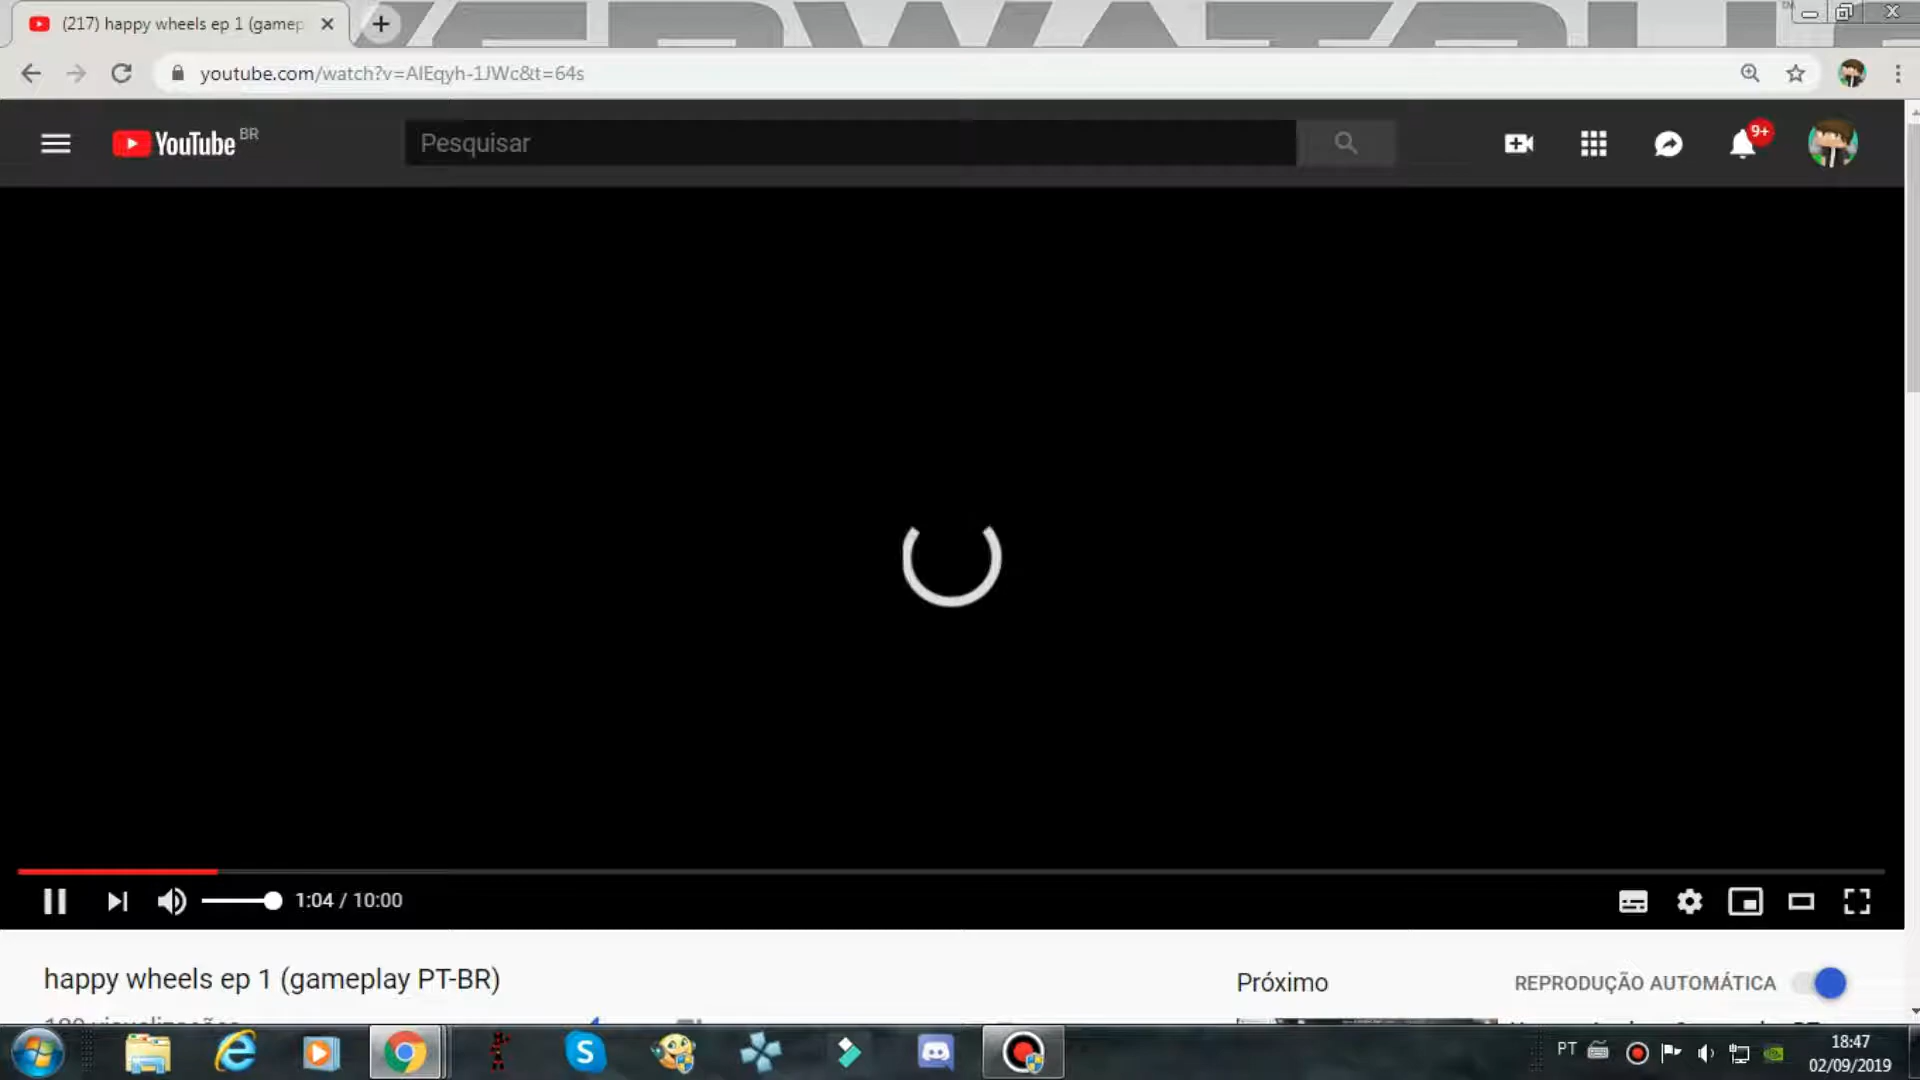 (217) happy wheels ep 1 (gamep
youtube.com/watch?v=AlEqyh-1JWc&t=64s
YouTube BR
Pesquisar
9+
1:04 / 10:00
happy wheels ep 1 (gameplay PT-BR)
Próximo
REPRODUÇÃO AUTOMÁTICA
PT
18:47
02/09/2019